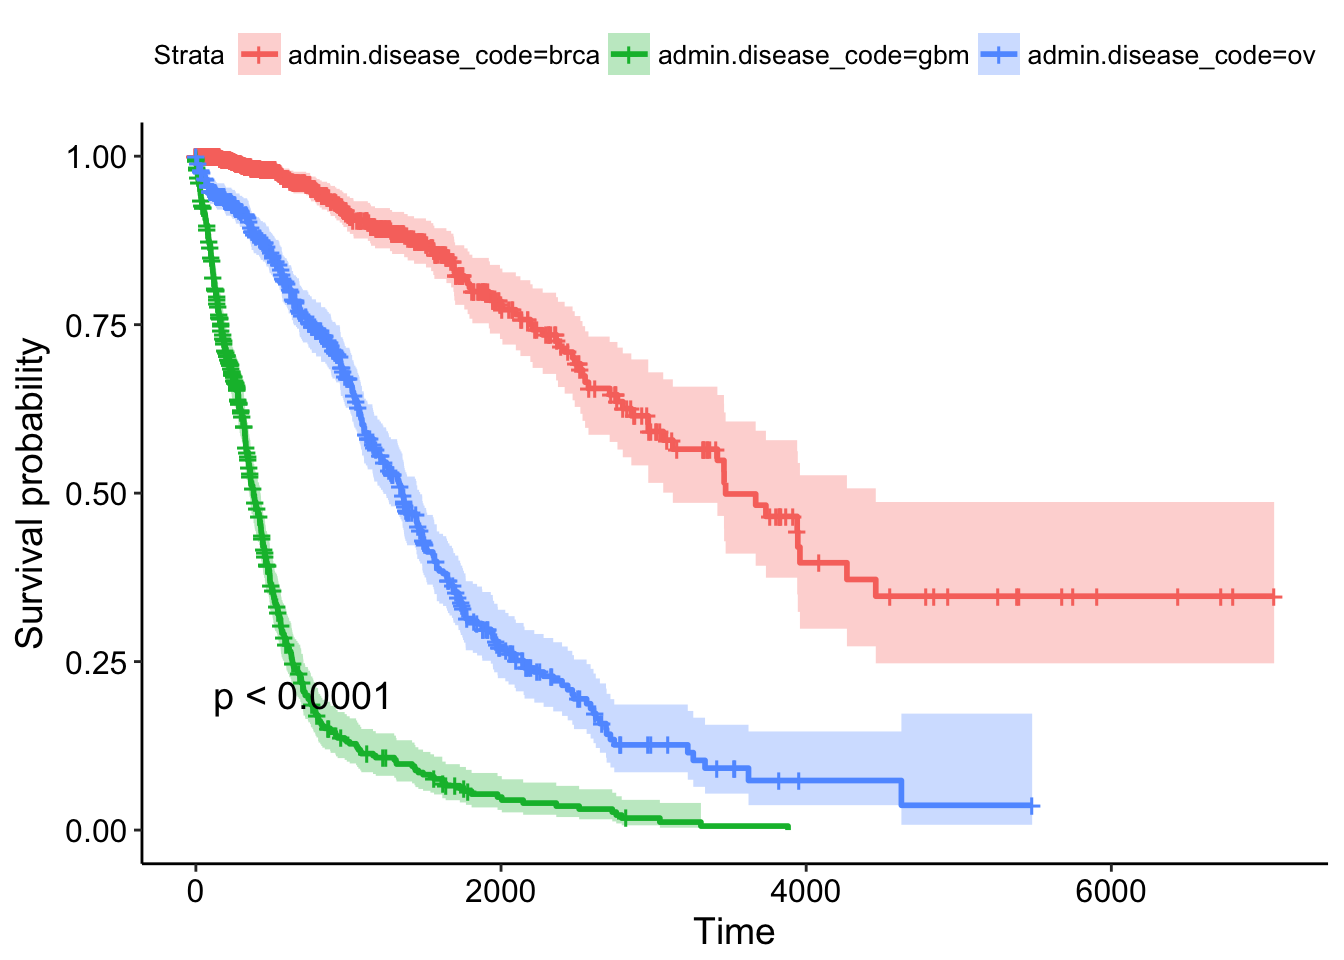 Strata admin.disease_code=brca admin.disease_code=gbm admin.disease_code=ov
1.00
0.75
0.50
0.25
0.00
Survival probability
p < 0.0001
0 2000 4000 6000
Time